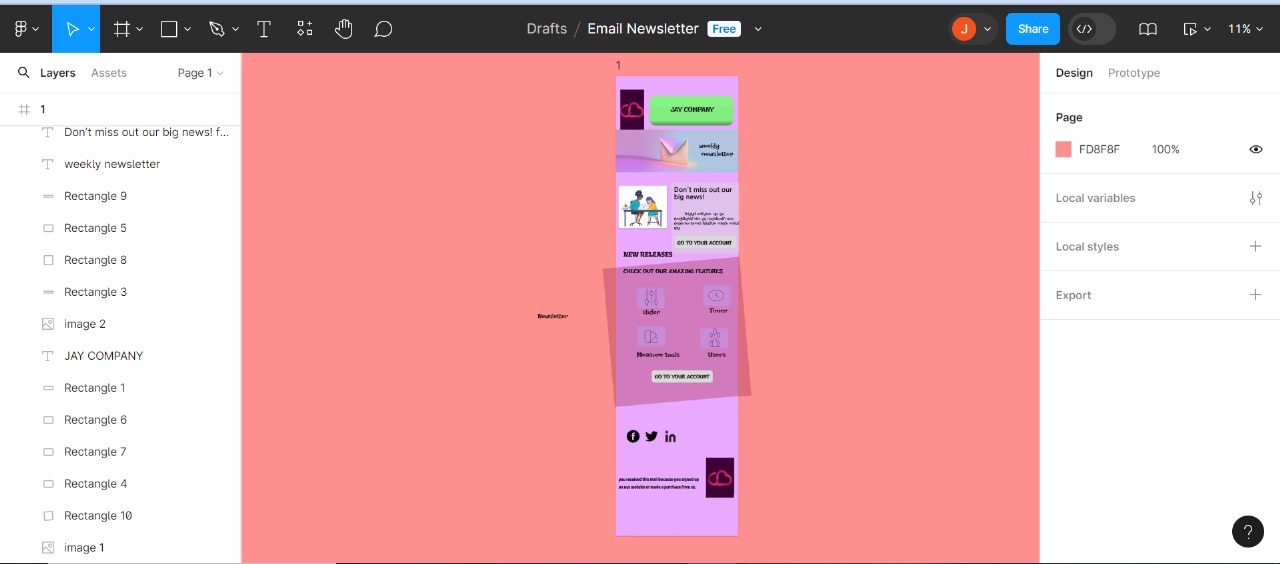 Drafts / Email Newsletter Free
J
Share
11%
Layers Assets Page 1
1
Don't miss out our big news! f...
weekly newsletter
Rectangle 9
Rectangle 5
Rectangle 8
Rectangle 3
image 2
JAY COMPANY
Rectangle 1
Rectangle 6
Rectangle 7
Rectangle 4
Rectangle 10
image 1
1
JAY COMPANY
weekly
newsletter
Don't miss out our
big news!
GO TO YOUR ACCOUNT
NEW RELEASES
CHECK OUT OUR AMAZING FEATURES
slider
Timer
Measure tools
Users
GO TO YOUR ACCOUNT
in
you received this mail because you signed up
on our website or made a purchase from us.
Newsletter
Design Prototype
Page
FD8F8F 100%
Local variables
Local styles
Export
?